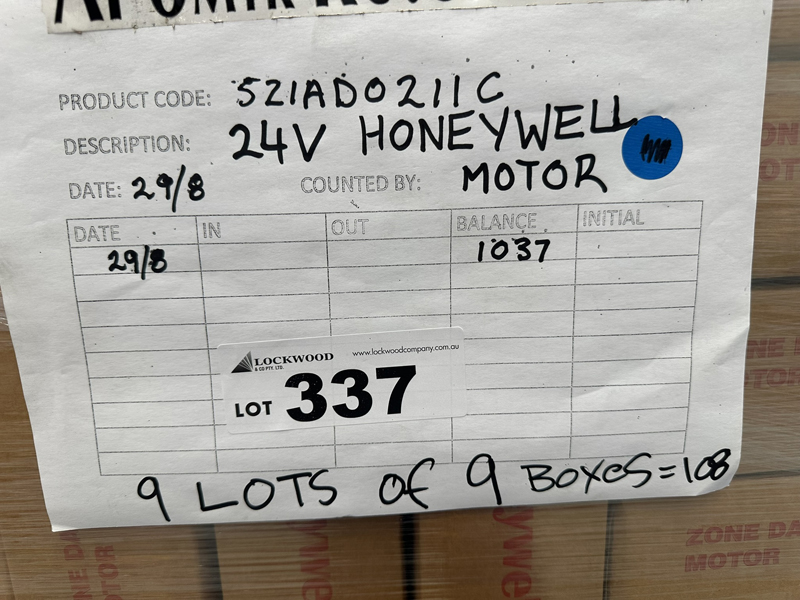 PRODUCT CODE: 521AD0211C
DESCRIPTION: 24V HONEYWELL
DATE: 29/8 COUNTED BY: MOTOR
DATE IN OUT BALANCE INITIAL
29/8 1037
LOCKWOOD www.lockwoodcompany.com.au
& CO PTY. LTD.
LOT 337
9 LOTS of 9 BOXES = 108
ZONE DA
MOTOR